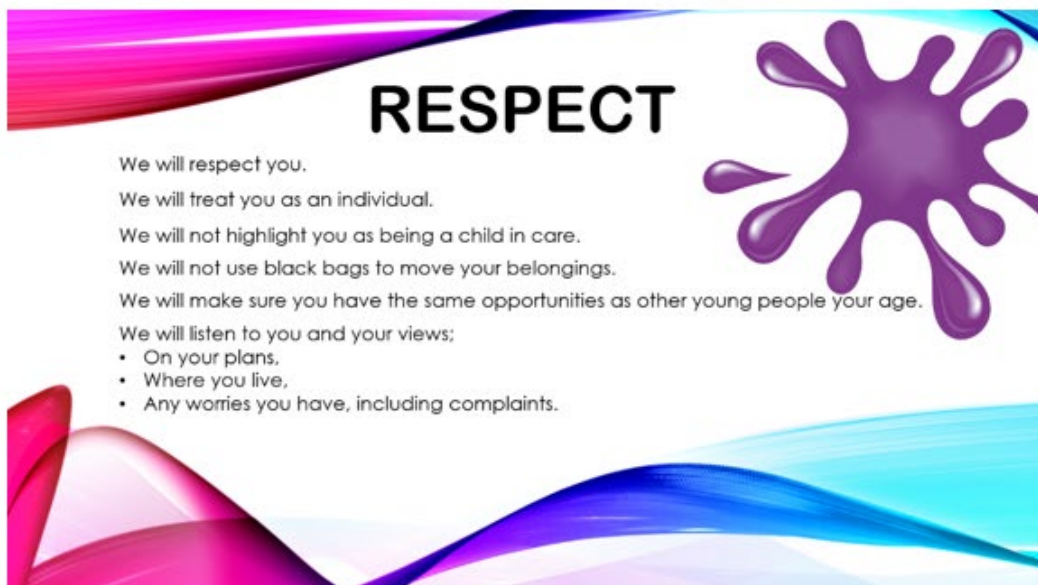 RESPECT
We will respect you.
We will treat you as an individual.
We will not highlight you as being a child in care.
We will not use black bags to move your belongings.
We will make sure you have the same opportunities as other young people your age.
We will listen to you and your views;
• On your plans,
• Where you live,
• Any worries you have, including complaints.